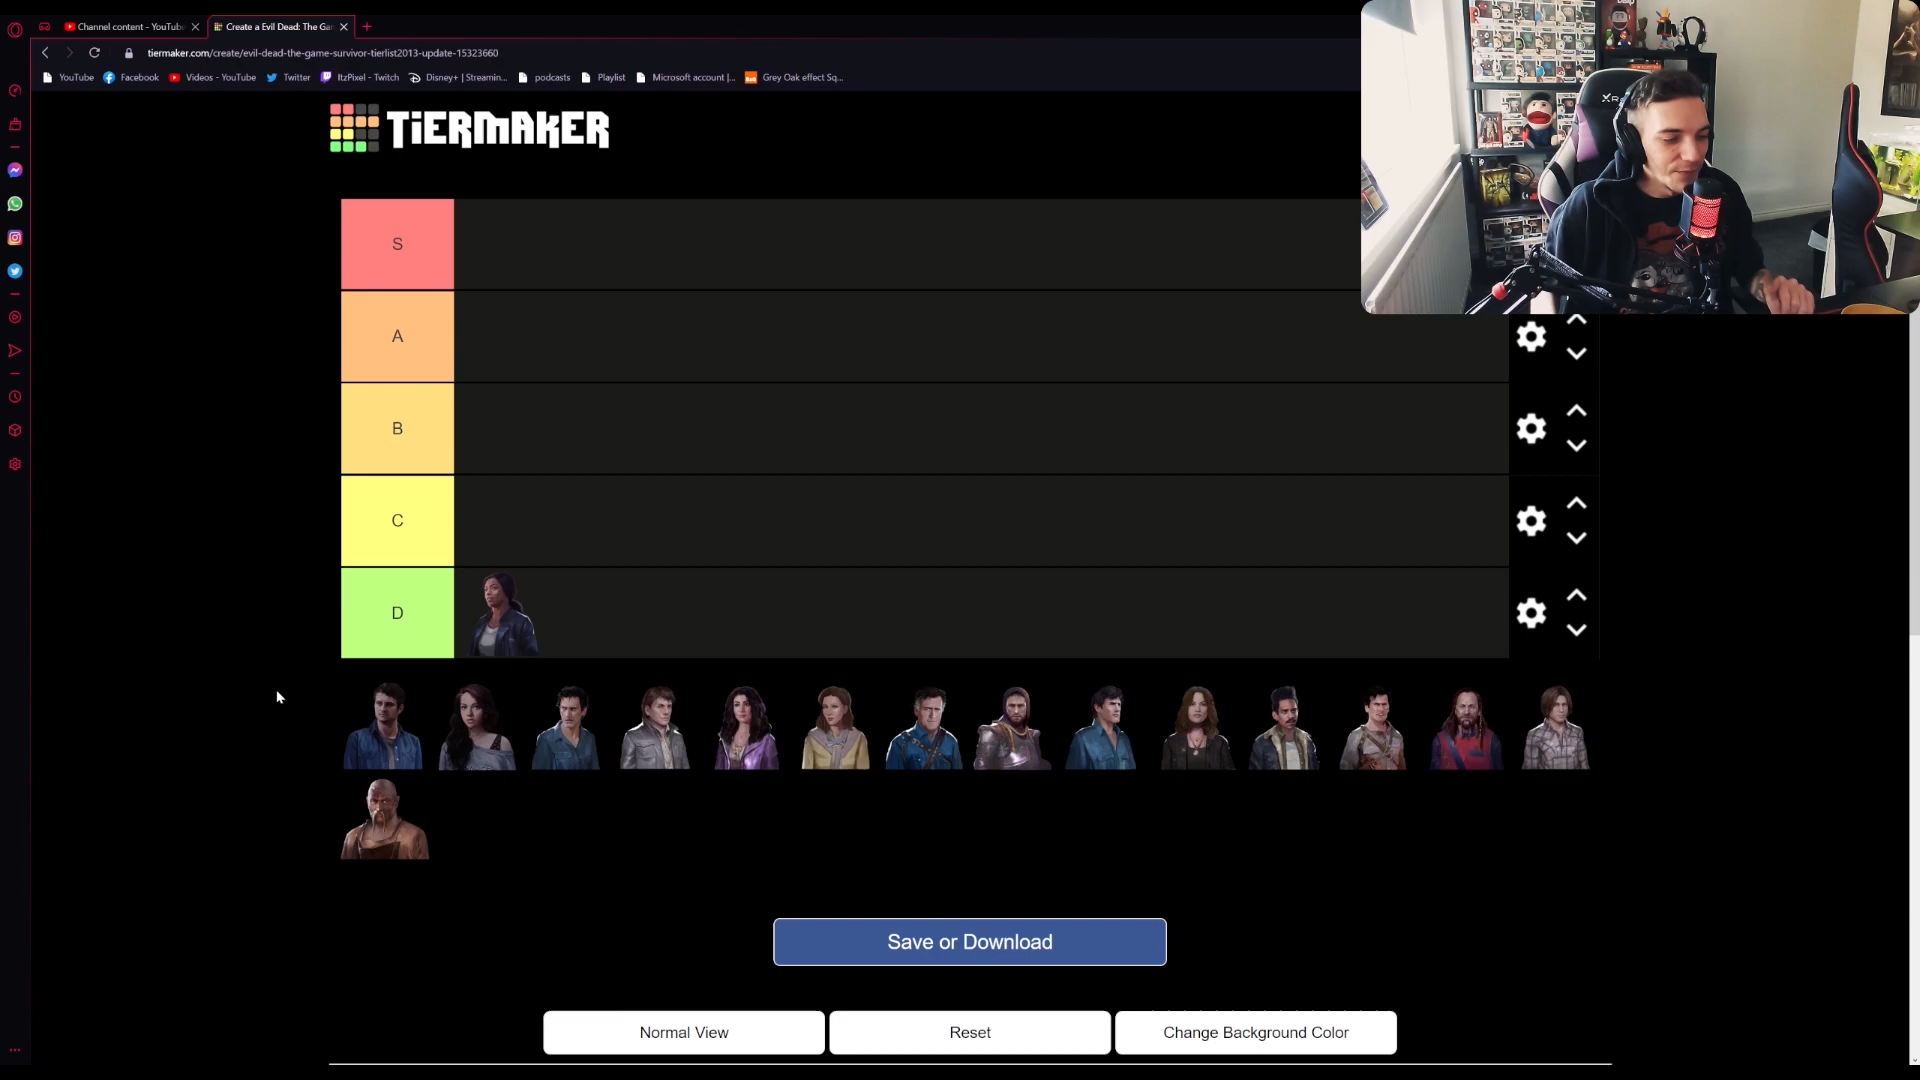 Channel content - YouTub
Create a Evil Dead: The Ga
tiermaker.com/create/evil-dead-the-game-survivor-tierlist2013-update-15323660
YouTube Facebook Videos - YouTube Twitter ItzPixel - Twitch Disney+ | Streamin... podcasts Playlist Microsoft account |... Grey Oak effect Sq...
TiERMAKER
S
A
B
C
D
Save or Download
Normal View
Reset
Change Background Color